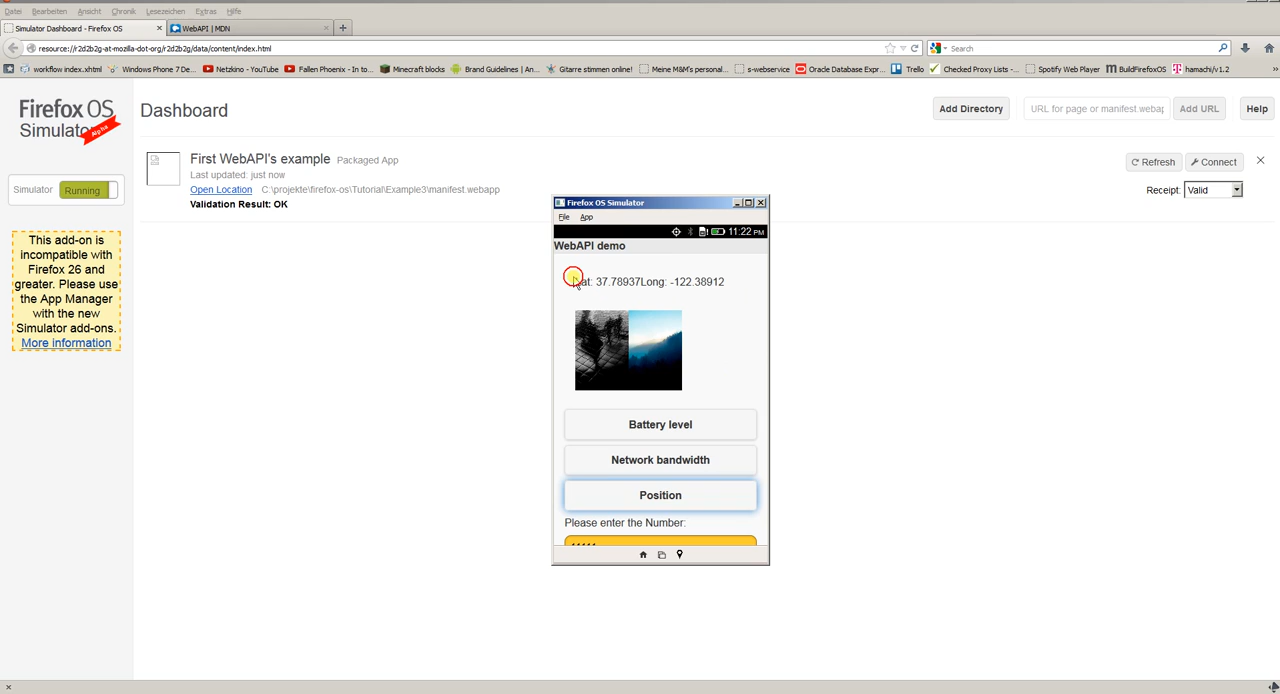 Datei Bearbeiten Ansicht Chronik Lesezeichen Extras Hilfe
Simulator Dashboard - Firefox OS × WebAPI | MDN × +
resource://r2d2b2g-at-mozilla-dot-org/r2d2b2g/data/content/index.html Search
workflow index.xhtml Windows Phone 7 De... Netzkino - YouTube Fallen Phoenix - In to... Minecraft blocks Brand Guidelines | An... Gitarre stimmen online! Meine M&M's personal... s-webservice Oracle Database Expr... Trello Checked Proxy Lists -... Spotify Web Player BuildFirefoxOS hamachi/v1.2 »
Firefox OS
Simulator
Alpha
Dashboard
Add Directory
URL for page or manifest.webap
Add URL
Help
Simulator Running
This add-on is
incompatible with
Firefox 26 and
greater. Please use
the App Manager
with the new
Simulator add-ons.
More information
First WebAPI's example Packaged App
Last updated: just now
Open Location C:\projekte\firefox-os\Tutorial\Example3\manifest.webapp
Validation Result: OK
Refresh Connect
Receipt: Valid
Firefox OS Simulator
File App
11:22 PM
WebAPI demo
37.78937Long: -122.38912
Battery level
Network bandwidth
Position
Please enter the Number: